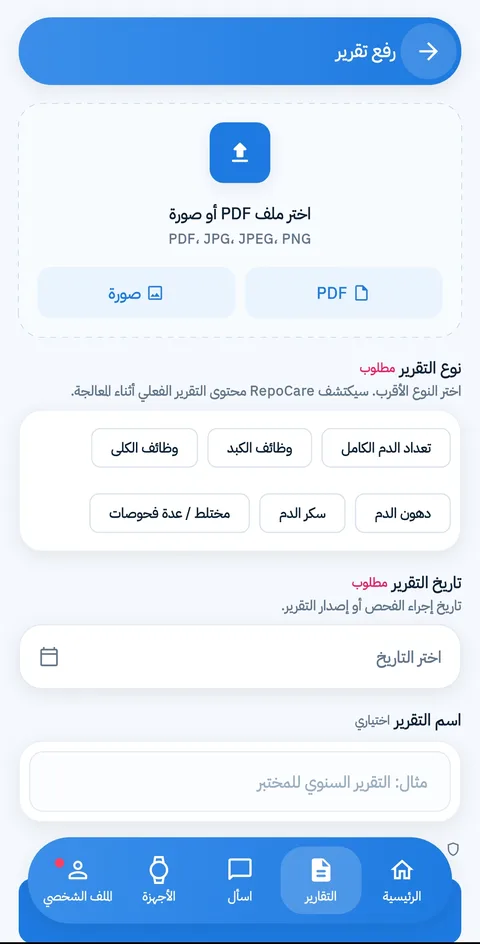 رفع تقرير
اختر ملف PDF أو صورة
PDF، JPG، JPEG، PNG
PDF
صورة
نوع التقرير مطلوب
اختر النوع الأقرب. سيكتشف RepoCare محتوى التقرير الفعلي أثناء المعالجة.
تعداد الدم الكامل
وظائف الكبد
وظائف الكلى
دهون الدم
سكر الدم
مختلط / عدة فحوصات
تاريخ التقرير مطلوب
تاريخ إجراء الفحص أو إصدار التقرير.
اختر التاريخ
اسم التقرير اختياري
مثال: التقرير السنوي للمختبر
الرئيسية
التقارير
اسأل
الأجهزة
الملف الشخصي